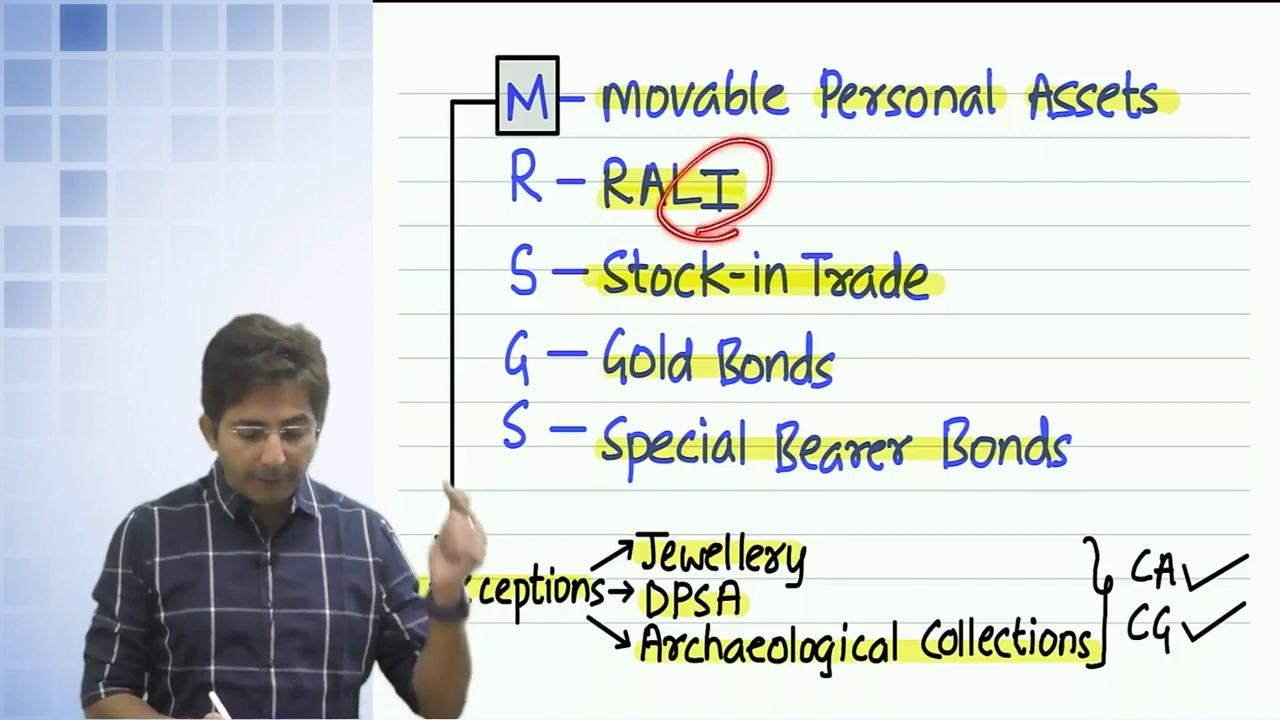 M - Movable Personal Assets
R - RALI
S - Stock-in Trade
G - Gold Bonds
S - Special Bearer Bonds
Jewellery
ceptions → DPSA
Archaeological Collections
CA ✓
CG ✓